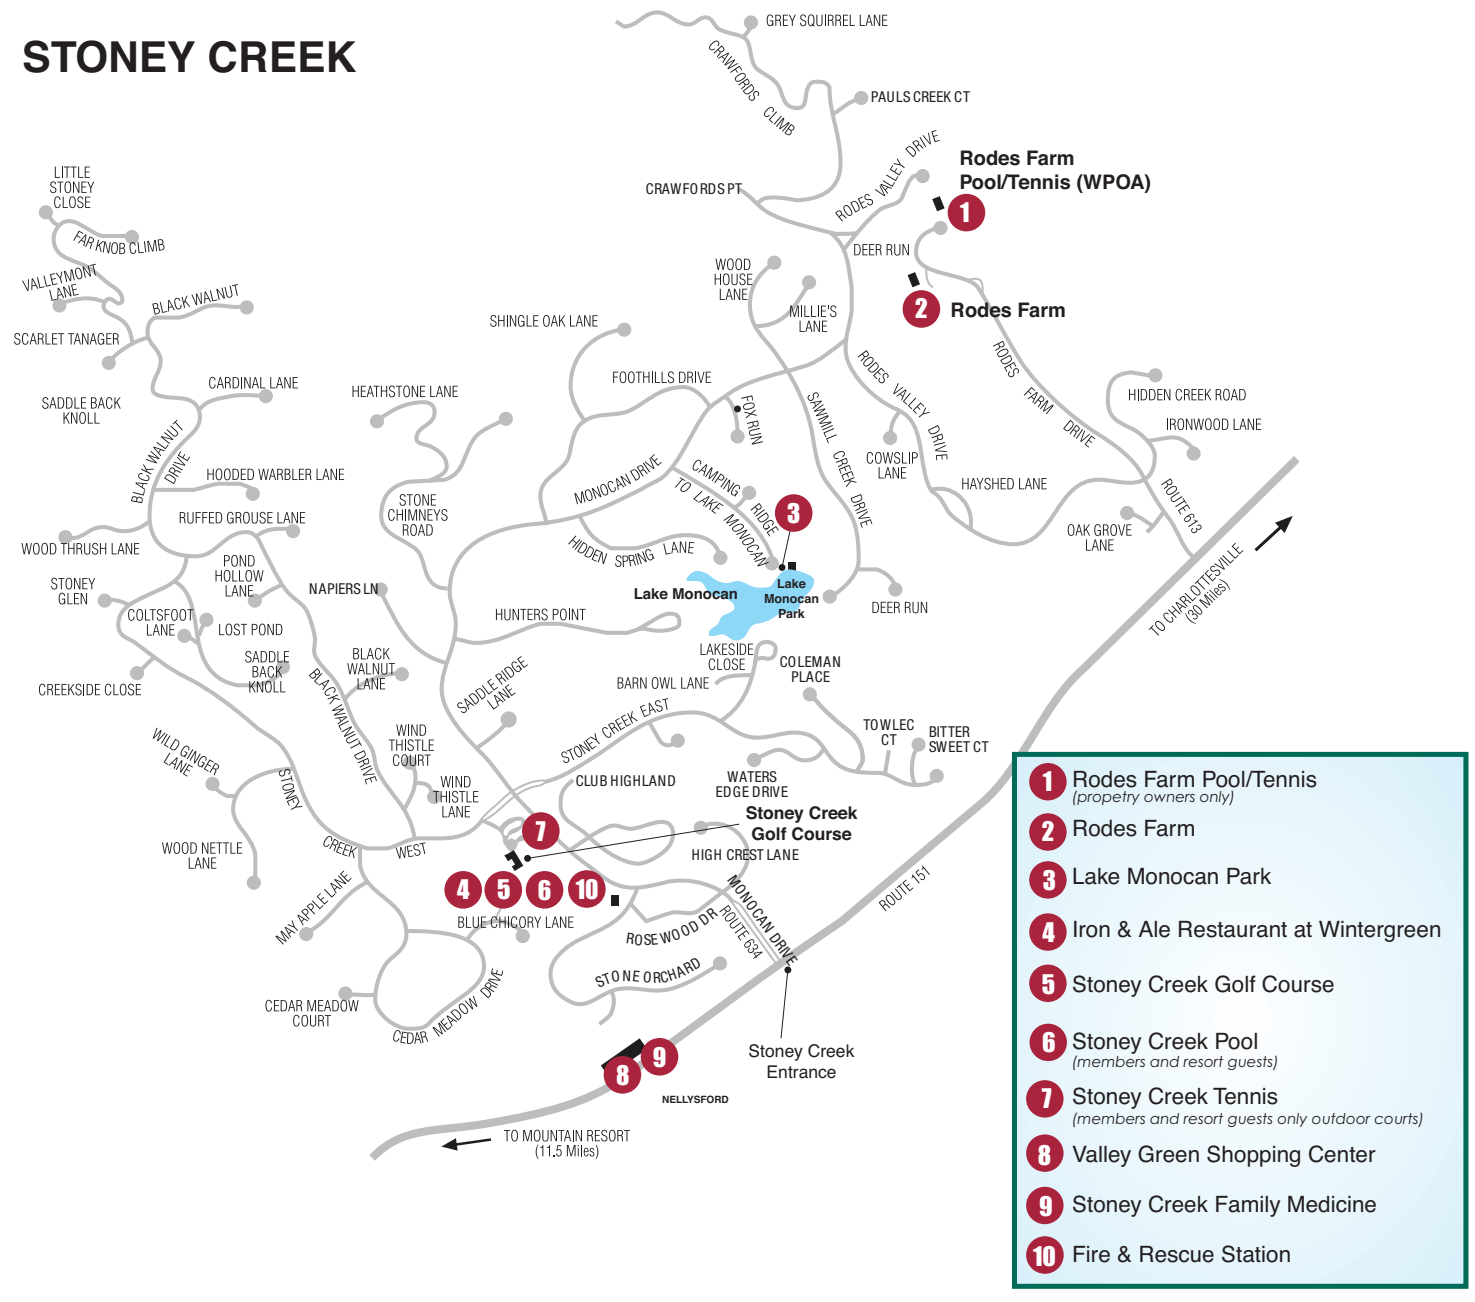 STONEY CREEK
GREY SQUIRREL LANE
CRAWFORDS CLIMB
PAULS CREEK CT
RODES VALLEY DRIVE
CRAWFORDS PT
Rodes Farm
Pool/Tennis (WPOA)
1
DEER RUN
2
Rodes Farm
LITTLE
STONEY
CLOSE
FAR KNOB CLIMB
VALLEYMONT
LANE
BLACK WALNUT
SCARLET TANAGER
SADDLE BACK
KNOLL
CARDINAL LANE
BLACK WALNUT
DRIVE
HOODED WARBLER LANE
RUFFED GROUSE LANE
WOOD THRUSH LANE
WOOD
HOUSE
LANE
MILLIE'S
LANE
SHINGLE OAK LANE
FOOTHILLS DRIVE
HEATHSTONE LANE
FOX RUN
SAWMILL CREEK DRIVE
RODES VALLEY DRIVE
RODES FARM DRIVE
HIDDEN CREEK ROAD
IRONWOOD LANE
COWSLIP
LANE
HAYSHED LANE
OAK GROVE
LANE
ROUTE 613
TO CHARLOTTESVILLE
(30 Miles)
STONE
CHIMNEYS
ROAD
MONOCAN DRIVE
CAMPING RIDGE
TO LAKE MONOCAN
3
HIDDEN SPRING LANE
Lake Monocan
Lake
Monocan
Park
DEER RUN
STONEY
GLEN
POND
HOLLOW
LANE
NAPIERS LN
COLTSFOOT
LANE
LOST POND
SADDLE
BACK
KNOLL
CREEKSIDE CLOSE
BLACK
WALNUT
LANE
BLACK WALNUT DRIVE
HUNTERS POINT
SADDLE RIDGE
LANE
LAKESIDE
CLOSE
BARN OWL LANE
COLEMAN
PLACE
STONEY CREEK EAST
TOWLEC
CT
BITTER
SWEET CT
WATERS
EDGE DRIVE
WILD GINGER
LANE
WIND
THISTLE
COURT
WIND
THISTLE
LANE
STONEY CREEK WEST
WOOD NETTLE
LANE
CLUB HIGHLAND
Stoney Creek
Golf Course
7
HIGH CREST LANE
4
5
6
10
MAY APPLE LANE
BLUE CHICORY LANE
ROSEWOOD DR
MONOCAN DRIVE
ROUTE 634
ROUTE 151
STONE ORCHARD
CEDAR MEADOW
COURT
CEDAR MEADOW DRIVE
8
9
Stoney Creek
Entrance
NELLYSFORD
TO MOUNTAIN RESORT
(11.5 Miles)
1 Rodes Farm Pool/Tennis
(propetry owners only)
2 Rodes Farm
3 Lake Monocan Park
4 Iron & Ale Restaurant at Wintergreen
5 Stoney Creek Golf Course
6 Stoney Creek Pool
(members and resort guests)
7 Stoney Creek Tennis
(members and resort guests only outdoor courts)
8 Valley Green Shopping Center
9 Stoney Creek Family Medicine
10 Fire & Rescue Station